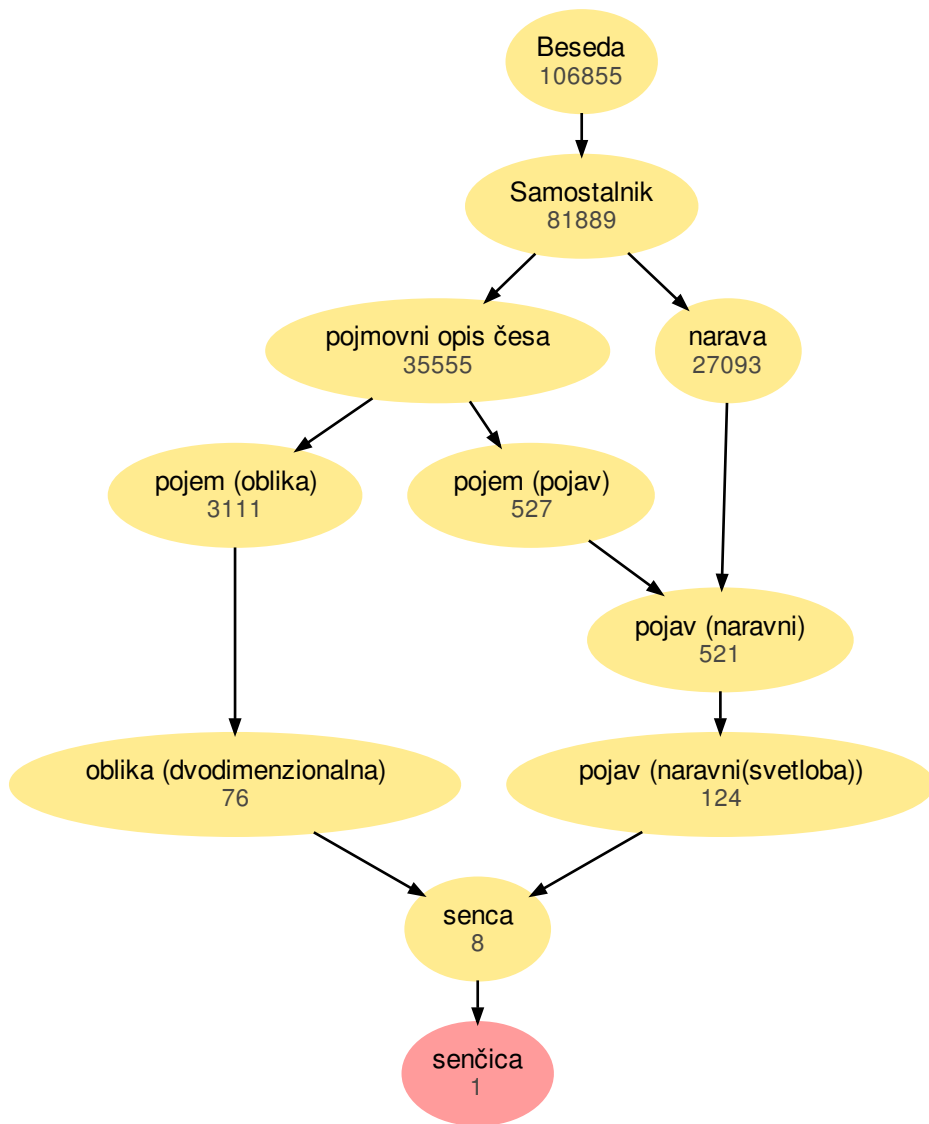 Beseda
106855
Samostalnik
81889
pojmovni opis česa
35555
narava
27093
pojem (oblika)
3111
pojem (pojav)
527
pojav (naravni)
521
oblika (dvodimenzionalna)
76
pojav (naravni(svetloba))
124
senca
8
senčica
1